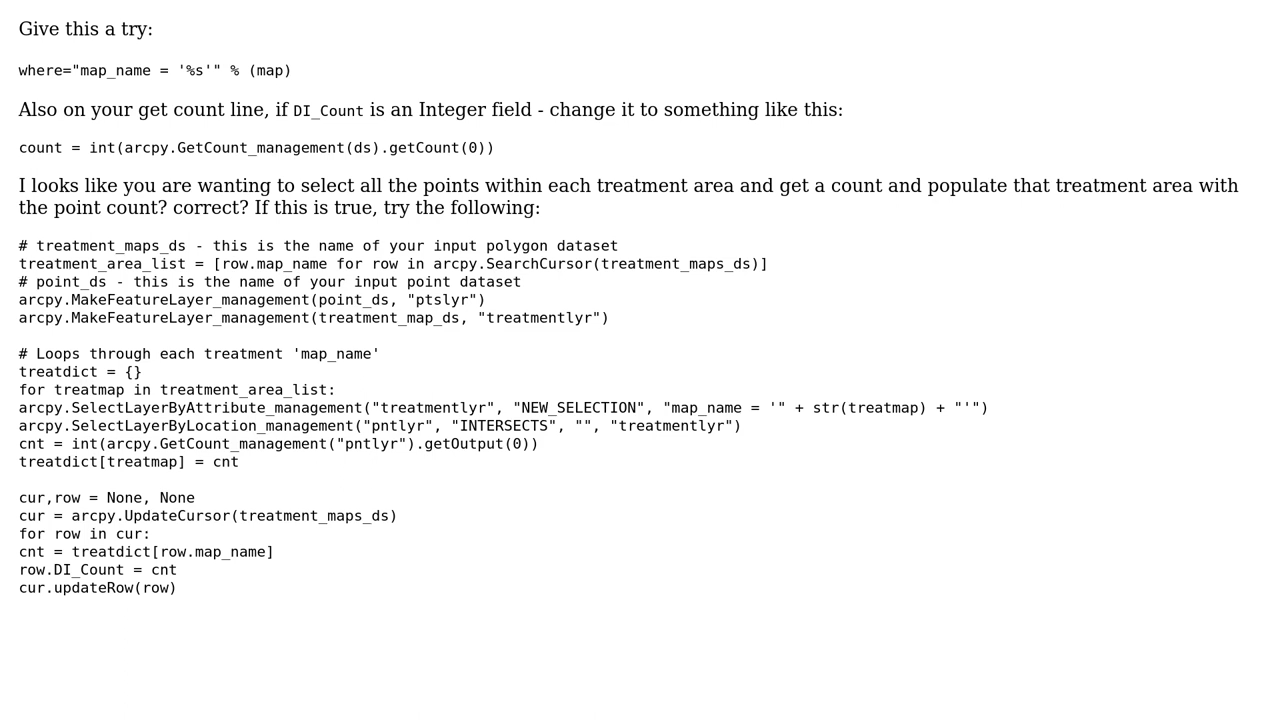 Give this a try:
where="map_name = '%s'" % (map)
Also on your get count line, if DI_Count is an Integer field - change it to something like this:
count = int(arcpy.GetCount_management(ds).getCount(0))
I looks like you are wanting to select all the points within each treatment area and get a count and populate that treatment area with
the point count? correct? If this is true, try the following:
# treatment_maps_ds - this is the name of your input polygon dataset
treatment_area_list = [row.map_name for row in arcpy.SearchCursor(treatment_maps_ds)]
# point_ds - this is the name of your input point dataset
arcpy.MakeFeatureLayer_management(point_ds, "ptslyr")
arcpy.MakeFeatureLayer_management(treatment_map_ds, "treatmentlyr")
# Loops through each treatment 'map_name'
treatdict = {}
for treatmap in treatment_area_list:
arcpy.SelectLayerByAttribute_management("treatmentlyr", "NEW_SELECTION", "map_name = '" + str(treatmap) + "'")
arcpy.SelectLayerByLocation_management("pntlyr", "INTERSECTS", "", "treatmentlyr")
cnt = int(arcpy.GetCount_management("pntlyr").getOutput(0))
treatdict[treatmap] = cnt
cur,row = None, None
cur = arcpy.UpdateCursor(treatment_maps_ds)
for row in cur:
cnt = treatdict[row.map_name]
row.DI_Count = cnt
cur.updateRow(row)